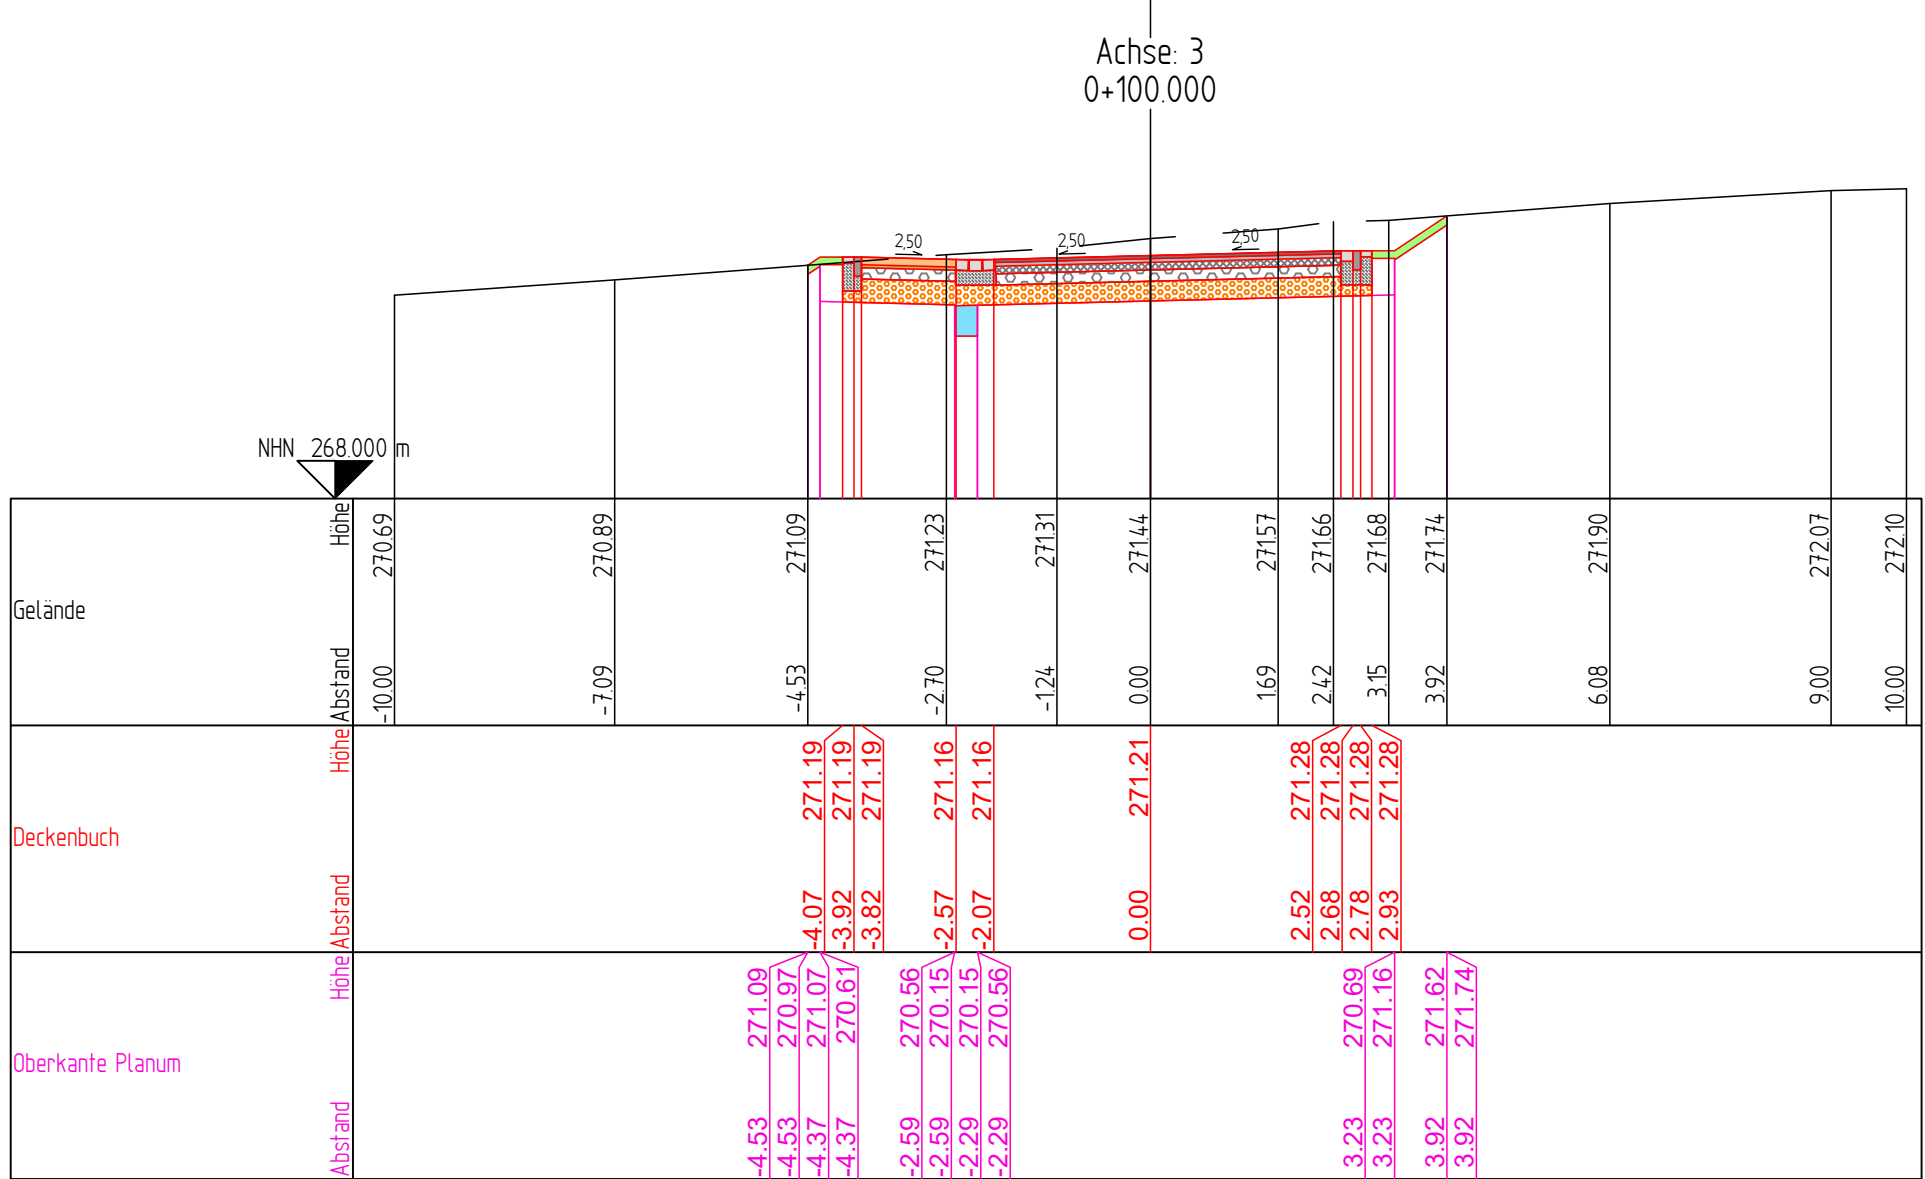 Achse: 3
0+100.000
2,50 2,50 2,50
NHN 268.000 m
Gelände
Höhe 270.69 270.89 271.09 271.23 271.31 271.44 271.57 271.66 271.68 271.74 271.90 272.07 272.10
Abstand -10.00 -7.09 -4.53 -2.70 -1.24 0.00 1.69 2.42 3.15 3.92 6.08 9.00 10.00
Deckenbuch
Höhe 271.19 271.19 271.19 271.16 271.16 271.21 271.28 271.28 271.28 271.28
Abstand -4.07 -3.92 -3.82 -2.57 -2.07 0.00 2.52 2.68 2.78 2.93
Oberkante Planum
Höhe 271.09 270.97 271.07 270.61 270.56 270.15 270.15 270.56 270.69 271.16 271.62 271.74
Abstand -4.53 -4.53 -4.37 -4.37 -2.59 -2.59 -2.29 -2.29 3.23 3.23 3.92 3.92